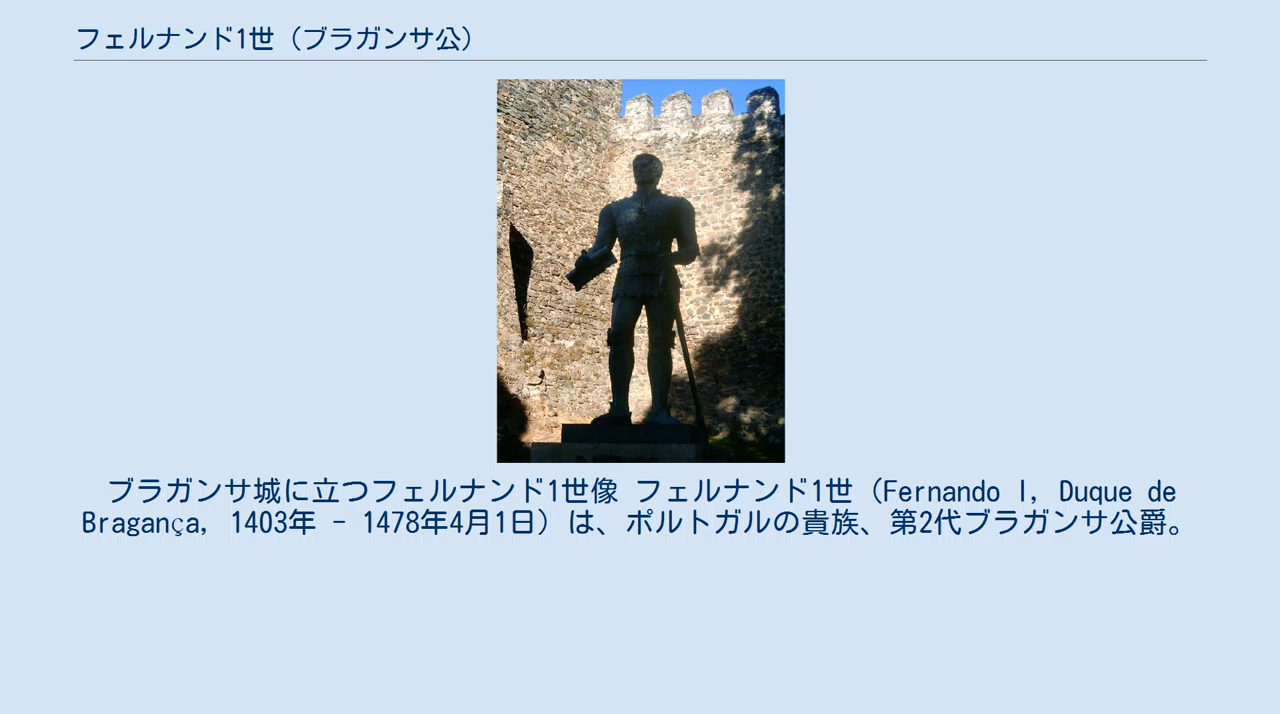 フェルナンド1世（ブラガンサ公）
ブラガンサ城に立つフェルナンド1世像 フェルナンド1世（Fernando I, Duque de
Bragança, 1403年 - 1478年4月1日）は、ポルトガルの貴族、第2代ブラガンサ公爵。